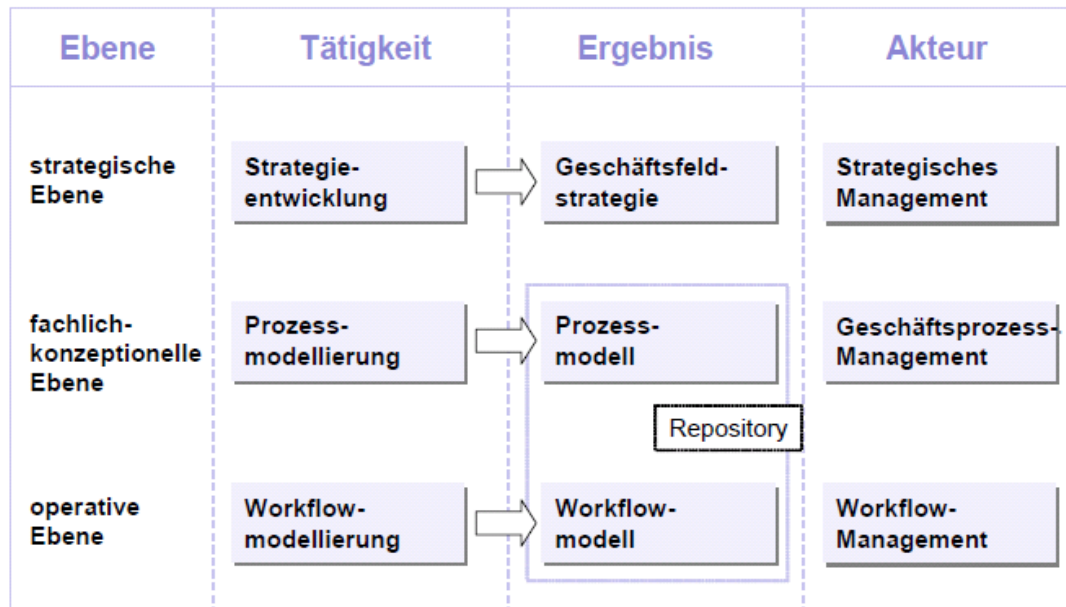 Ebene Tätigkeit Ergebnis Akteur
strategische
Ebene
Strategie-
entwicklung
Geschäftsfeld-
strategie
Strategisches
Management
fachlich-
konzeptionelle
Ebene
Prozess-
modellierung
Prozess-
modell
Geschäftsprozess-
Management
Repository
operative
Ebene
Workflow-
modellierung
Workflow-
modell
Workflow-
Management